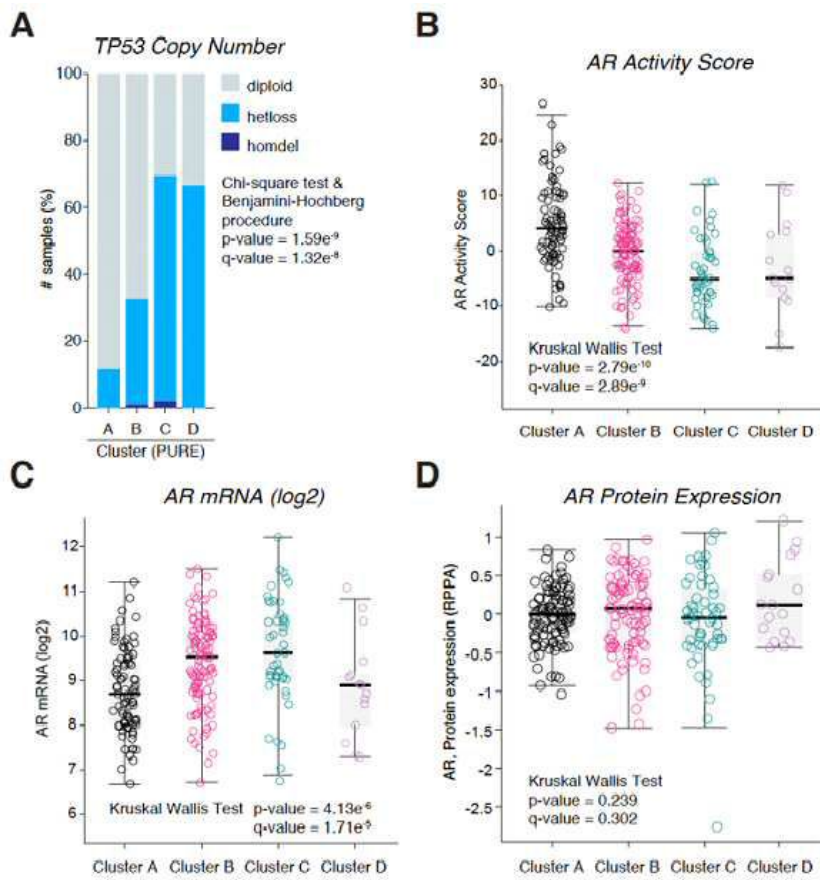 A
TP53 Copy Number
100
80
60
40
20
0
# samples (%)
diploid
hetloss
homdel
Chi-square test &
Benjamini-Hochberg
procedure
p-value = 1.59e⁻⁹
q-value = 1.32e⁻⁸
A B C D
Cluster (PURE)
B
AR Activity Score
30
20
10
0
-10
-20
AR Activity Score
Kruskal Wallis Test
p-value = 2.79e⁻¹⁰
q-value = 2.89e⁻⁹
Cluster A Cluster B Cluster C Cluster D
C
AR mRNA (log2)
12
11
10
9
8
7
6
AR mRNA (log2)
Kruskal Wallis Test p-value = 4.13e⁻⁶
q-value = 1.71e⁻⁵
Cluster A Cluster B Cluster C Cluster D
D
AR Protein Expression
1
0.5
0
-0.5
-1
-1.5
-2
-2.5
AR. Protein expression (RPPA)
Kruskal Wallis Test
p-value = 0.239
q-value = 0.302
Cluster A Cluster B Cluster C Cluster D